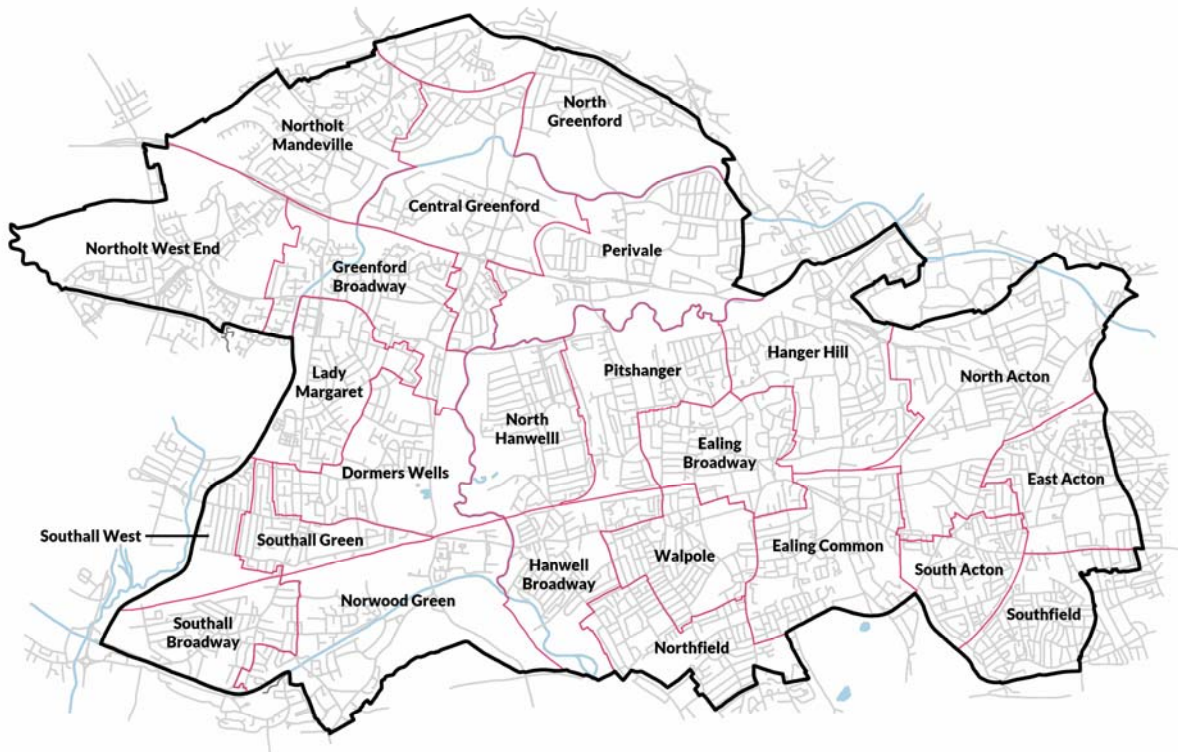 North
Greenford
Northolt
Mandeville
Central Greenford
Northolt West End
Perivale
Greenford
Broadway
Hanger Hill
Lady
Margaret
Pitshanger
North Acton
North
Hanwelll
Ealing
Broadway
Dormers Wells
East Acton
Southall West
Southall Green
Ealing Common
Hanwell
Broadway
Walpole
South Acton
Norwood Green
Southfield
Southall
Broadway
Northfield